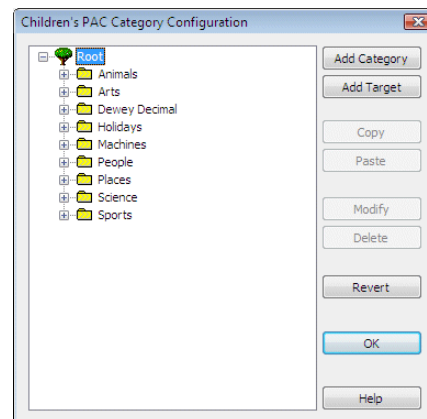 Children's PAC Category Configuration
Root
Animals
Arts
Dewey Decimal
Holidays
Machines
People
Places
Science
Sports
Add Category
Add Target
Copy
Paste
Modify
Delete
Revert
OK
Help